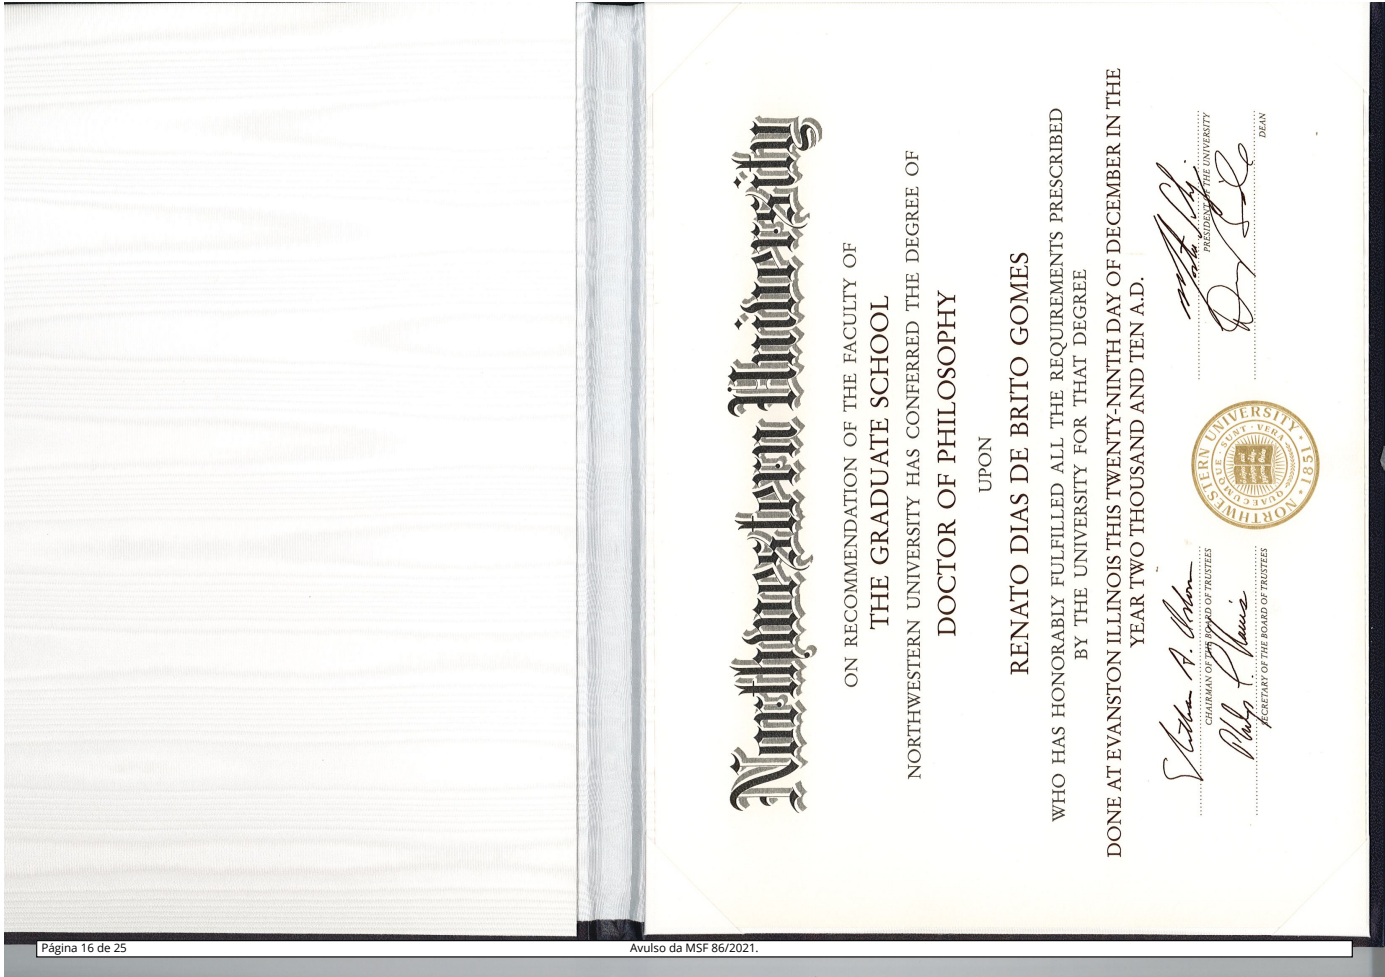 Northwestern University
ON RECOMMENDATION OF THE FACULTY OF
THE GRADUATE SCHOOL
NORTHWESTERN UNIVERSITY HAS CONFERRED THE DEGREE OF
DOCTOR OF PHILOSOPHY
UPON
RENATO DIAS DE BRITO GOMES
WHO HAS HONORABLY FULFILLED ALL THE REQUIREMENTS PRESCRIBED
BY THE UNIVERSITY FOR THAT DEGREE
DONE AT EVANSTON ILLINOIS THIS TWENTY-NINTH DAY OF DECEMBER IN THE
YEAR TWO THOUSAND AND TEN A.D.
CHAIRMAN OF THE BOARD OF TRUSTEES
SECRETARY OF THE BOARD OF TRUSTEES
NORTHWESTERN UNIVERSITY · 1851
QUAECUMQUE · SUNT · VERA
PRESIDENT OF THE UNIVERSITY
DEAN
Página 16 de 25
Avulso da MSF 86/2021.